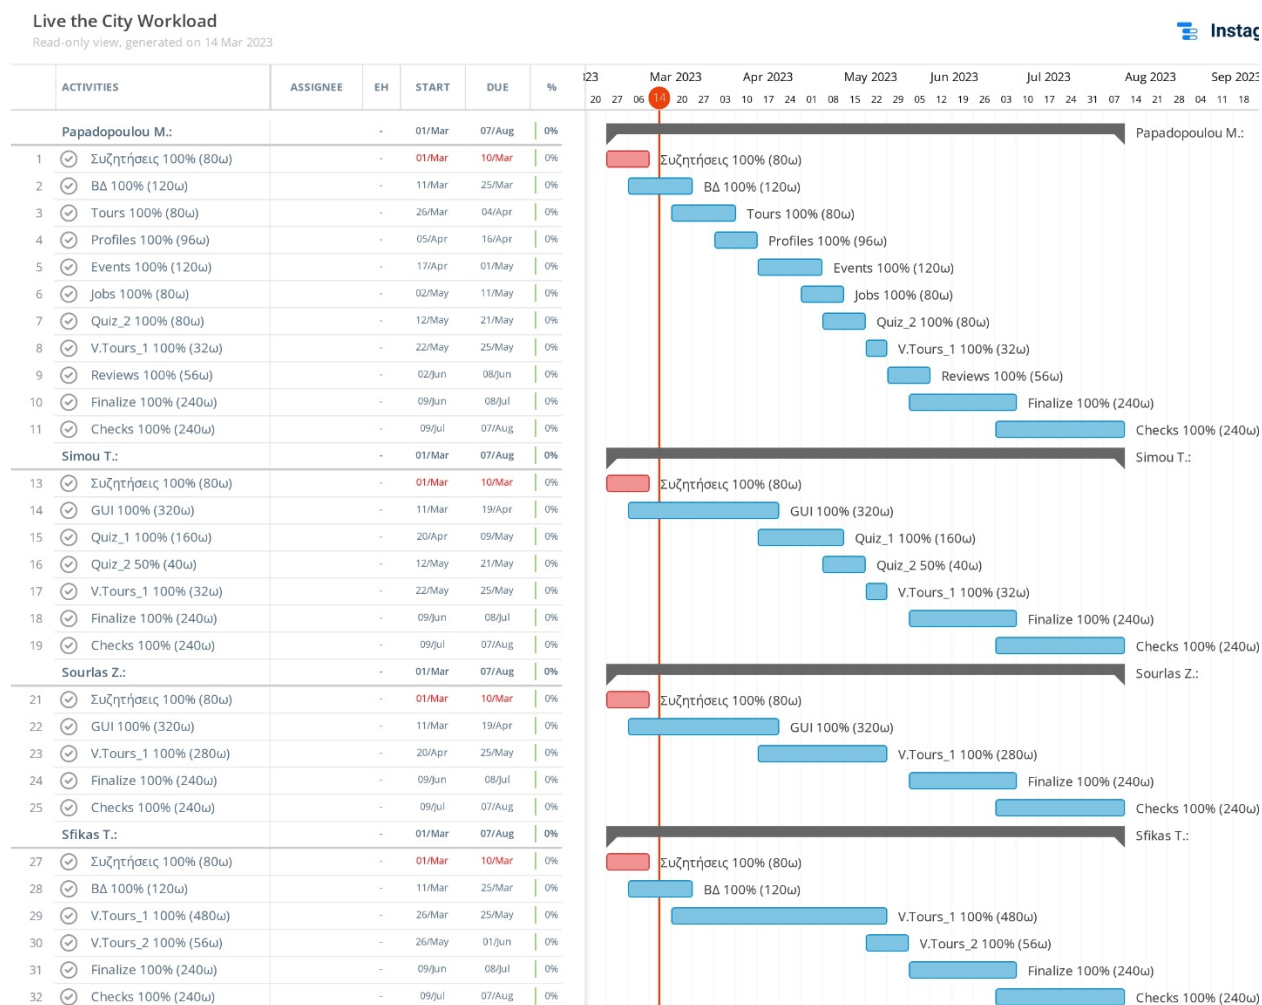 Live the City Workload
Read-only view, generated on 14 Mar 2023
Instag
ACTIVITIES ASSIGNEE EH START DUE %
023 Mar 2023 Apr 2023 May 2023 Jun 2023 Jul 2023 Aug 2023 Sep 2023
20 27 06 14 20 27 03 10 17 24 01 08 15 22 29 05 12 19 26 03 10 17 24 31 07 14 21 28 04 11 18
Papadopoulou M.: - 01/Mar 07/Aug 0% Papadopoulou M.:
1 Συζητήσεις 100% (80ω) - 01/Mar 10/Mar 0% Συζητήσεις 100% (80ω)
2 ΒΔ 100% (120ω) - 11/Mar 25/Mar 0% ΒΔ 100% (120ω)
3 Tours 100% (80ω) - 26/Mar 04/Apr 0% Tours 100% (80ω)
4 Profiles 100% (96ω) - 05/Apr 16/Apr 0% Profiles 100% (96ω)
5 Events 100% (120ω) - 17/Apr 01/May 0% Events 100% (120ω)
6 Jobs 100% (80ω) - 02/May 11/May 0% Jobs 100% (80ω)
7 Quiz_2 100% (80ω) - 12/May 21/May 0% Quiz_2 100% (80ω)
8 V.Tours_1 100% (32ω) - 22/May 25/May 0% V.Tours_1 100% (32ω)
9 Reviews 100% (56ω) - 02/Jun 08/Jun 0% Reviews 100% (56ω)
10 Finalize 100% (240ω) - 09/Jun 08/Jul 0% Finalize 100% (240ω)
11 Checks 100% (240ω) - 09/Jul 07/Aug 0% Checks 100% (240ω)
Simou T.: - 01/Mar 07/Aug 0% Simou T.:
13 Συζητήσεις 100% (80ω) - 01/Mar 10/Mar 0% Συζητήσεις 100% (80ω)
14 GUI 100% (320ω) - 11/Mar 19/Apr 0% GUI 100% (320ω)
15 Quiz_1 100% (160ω) - 20/Apr 09/May 0% Quiz_1 100% (160ω)
16 Quiz_2 50% (40ω) - 12/May 21/May 0% Quiz_2 50% (40ω)
17 V.Tours_1 100% (32ω) - 22/May 25/May 0% V.Tours_1 100% (32ω)
18 Finalize 100% (240ω) - 09/Jun 08/Jul 0% Finalize 100% (240ω)
19 Checks 100% (240ω) - 09/Jul 07/Aug 0% Checks 100% (240ω)
Sourlas Z.: - 01/Mar 07/Aug 0% Sourlas Z.:
21 Συζητήσεις 100% (80ω) - 01/Mar 10/Mar 0% Συζητήσεις 100% (80ω)
22 GUI 100% (320ω) - 11/Mar 19/Apr 0% GUI 100% (320ω)
23 V.Tours_1 100% (280ω) - 20/Apr 25/May 0% V.Tours_1 100% (280ω)
24 Finalize 100% (240ω) - 09/Jun 08/Jul 0% Finalize 100% (240ω)
25 Checks 100% (240ω) - 09/Jul 07/Aug 0% Checks 100% (240ω)
Sfikas T.: - 01/Mar 07/Aug 0% Sfikas T.:
27 Συζητήσεις 100% (80ω) - 01/Mar 10/Mar 0% Συζητήσεις 100% (80ω)
28 ΒΔ 100% (120ω) - 11/Mar 25/Mar 0% ΒΔ 100% (120ω)
29 V.Tours_1 100% (480ω) - 26/Mar 25/May 0% V.Tours_1 100% (480ω)
30 V.Tours_2 100% (56ω) - 26/May 01/Jun 0% V.Tours_2 100% (56ω)
31 Finalize 100% (240ω) - 09/Jun 08/Jul 0% Finalize 100% (240ω)
32 Checks 100% (240ω) - 09/Jul 07/Aug 0% Checks 100% (240ω)